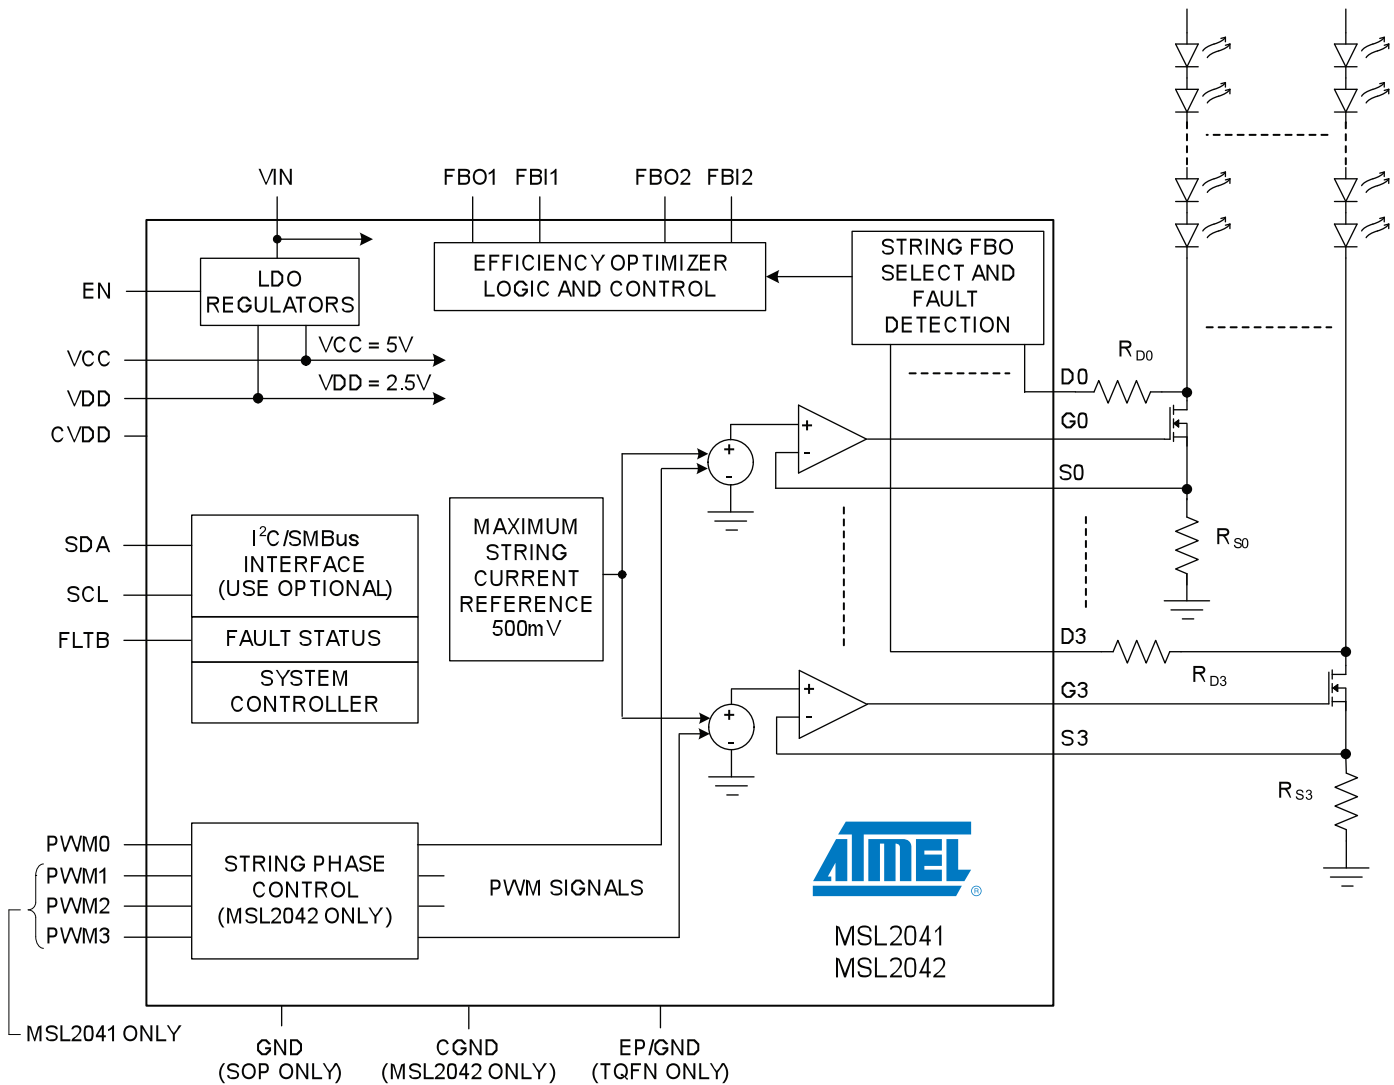 VIN
FBO1
FBI1
FBO2
FBI2
EN
LDO
REGULATORS
EFFICIENCY OPTIMIZER
LOGIC AND CONTROL
STRING FBO
SELECT AND
FAULT
DETECTION
VCC
VCC = 5V
VDD
VDD = 2.5V
CVDD
D0
R_D0
G0
S0
+
-
+
-
R_S0
SDA
SCL
FLTB
I²C/SMBus
INTERFACE
(USE OPTIONAL)
FAULT STATUS
SYSTEM
CONTROLLER
MAXIMUM
STRING
CURRENT
REFERENCE
500mV
D3
R_D3
G3
S3
+
-
+
-
R_S3
PWM0
PWM1
PWM2
PWM3
STRING PHASE
CONTROL
(MSL2042 ONLY)
PWM SIGNALS
ATMEL®
MSL2041
MSL2042
MSL2041 ONLY
GND
(SOP ONLY)
CGND
(MSL2042 ONLY)
EP/GND
(TQFN ONLY)